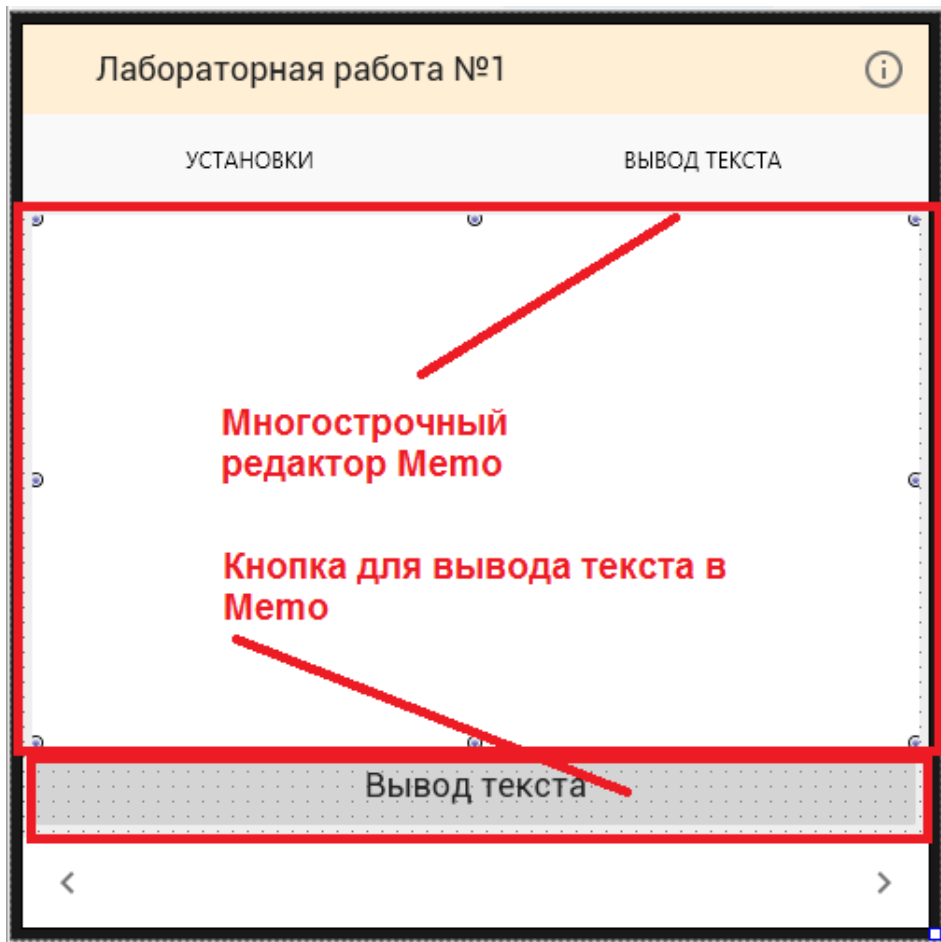 Лабораторная работа №1
УСТАНОВКИ
ВЫВОД ТЕКСТА
Многострочный
редактор Memo
Кнопка для вывода текста в
Memo
Вывод текста